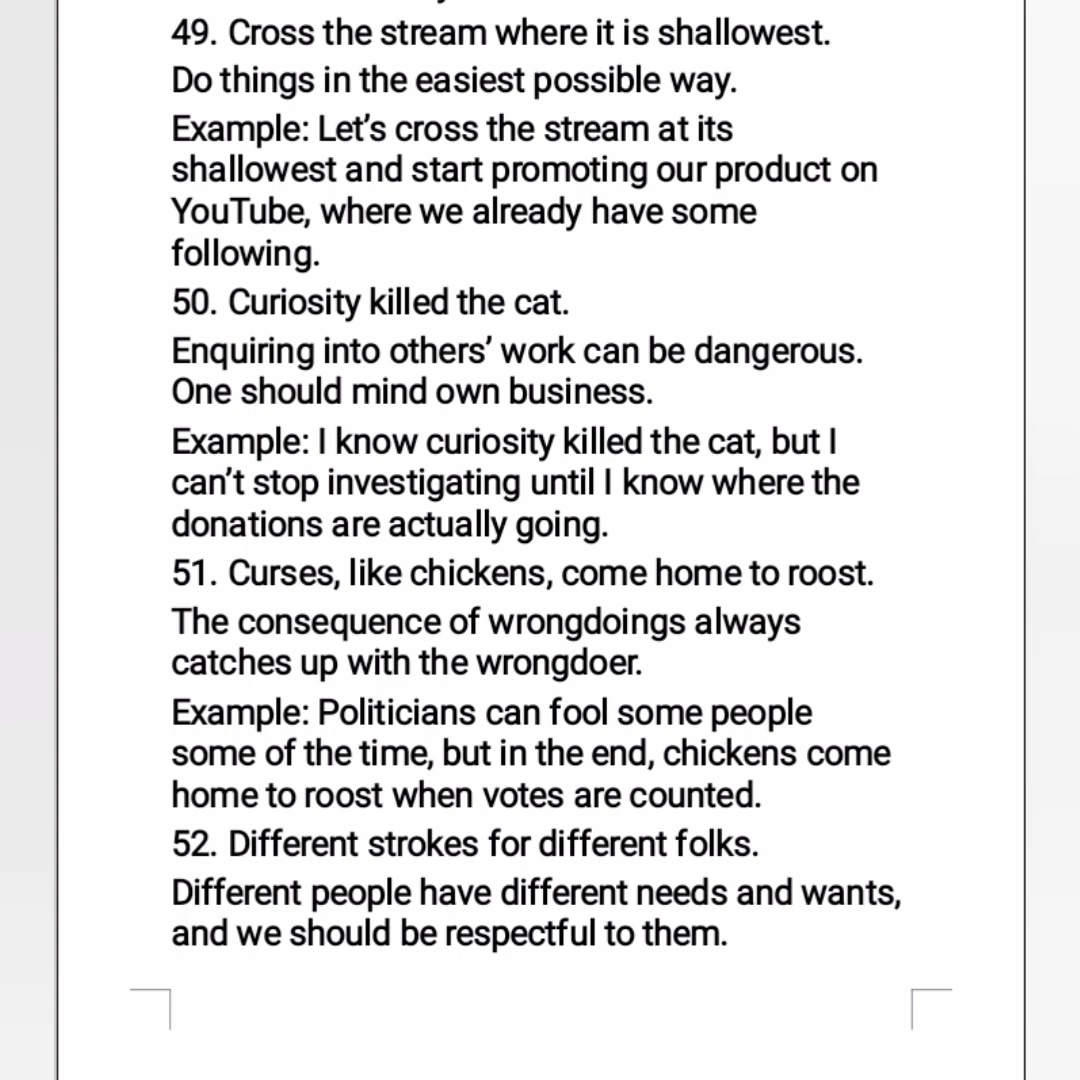 49. Cross the stream where it is shallowest.
Do things in the easiest possible way.
Example: Let’s cross the stream at its
shallowest and start promoting our product on
YouTube, where we already have some
following.
50. Curiosity killed the cat.
Enquiring into others’ work can be dangerous.
One should mind own business.
Example: I know curiosity killed the cat, but I
can’t stop investigating until I know where the
donations are actually going.
51. Curses, like chickens, come home to roost.
The consequence of wrongdoings always
catches up with the wrongdoer.
Example: Politicians can fool some people
some of the time, but in the end, chickens come
home to roost when votes are counted.
52. Different strokes for different folks.
Different people have different needs and wants,
and we should be respectful to them.